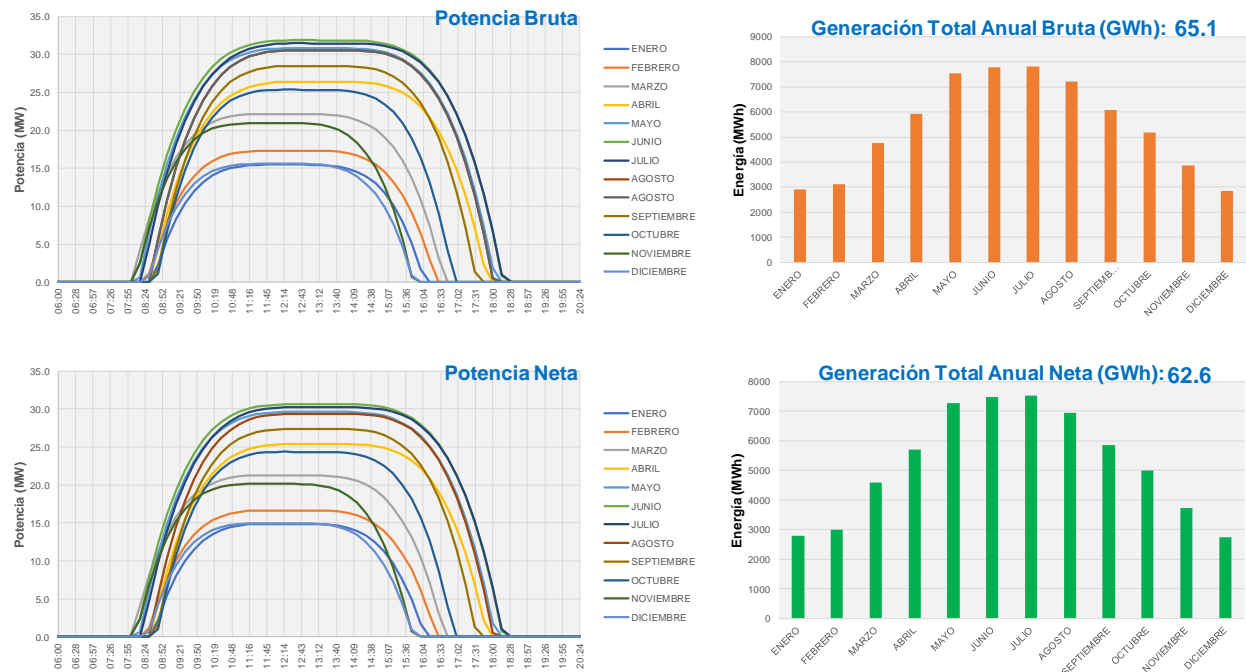 Potencia Bruta
35.0
30.0
25.0
20.0
15.0
10.0
5.0
0.0
Potencia (MW)
06:00 06:28 06:57 07:26 07:55 08:24 08:52 09:21 09:50 10:19 10:48 11:16 11:45 12:14 12:43 13:12 13:40 14:09 14:38 15:07 15:36 16:04 16:33 17:02 17:31 18:00 18:28 18:57 19:26 19:55 20:24
ENERO
FEBRERO
MARZO
ABRIL
MAYO
JUNIO
JULIO
AGOSTO
AGOSTO
SEPTIEMBRE
OCTUBRE
NOVIEMBRE
DICIEMBRE
Generación Total Anual Bruta (GWh): 65.1
9000
8000
7000
6000
5000
4000
3000
2000
1000
0
Energía (MWh)
ENERO FEBRERO MARZO ABRIL MAYO JUNIO JULIO AGOSTO SEPTIEMB... OCTUBRE NOVIEMBRE DICIEMBRE
Potencia Neta
35.0
30.0
25.0
20.0
15.0
10.0
5.0
0.0
Potencia (MW)
06:00 06:28 06:57 07:26 07:55 08:24 08:52 09:21 09:50 10:19 10:48 11:16 11:45 12:14 12:43 13:12 13:40 14:09 14:38 15:07 15:36 16:04 16:33 17:02 17:31 18:00 18:28 18:57 19:26 19:55 20:24
ENERO
FEBRERO
MARZO
ABRIL
MAYO
JUNIO
JULIO
AGOSTO
SEPTIEMBRE
OCTUBRE
NOVIEMBRE
DICIEMBRE
Generación Total Anual Neta (GWh): 62.6
8000
7000
6000
5000
4000
3000
2000
1000
0
Energía (MWh)
ENERO FEBRERO MARZO ABRIL MAYO JUNIO JULIO AGOSTO SEPTIEMBRE OCTUBRE NOVIEMBRE DICIEMBRE